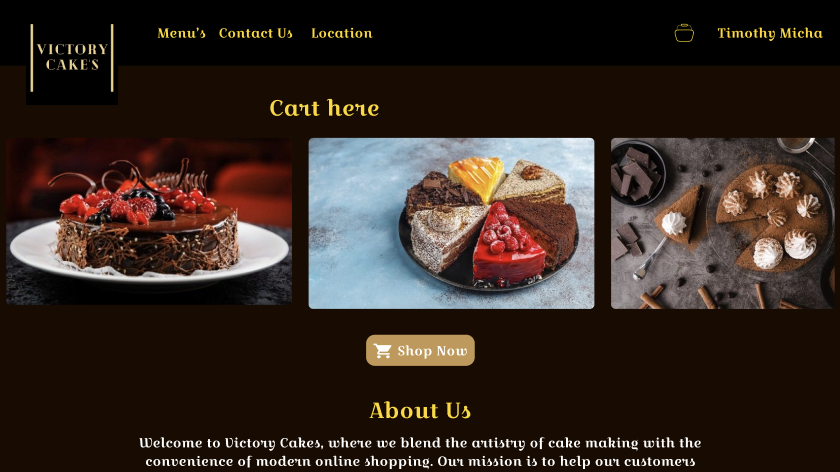 VICTORY
CAKE'S
Menu's Contact Us Location
Timothy Micha
Cart here
Shop Now
About Us
Welcome to Victory Cakes, where we blend the artistry of cake making with the
convenience of modern online shopping. Our mission is to help our customers